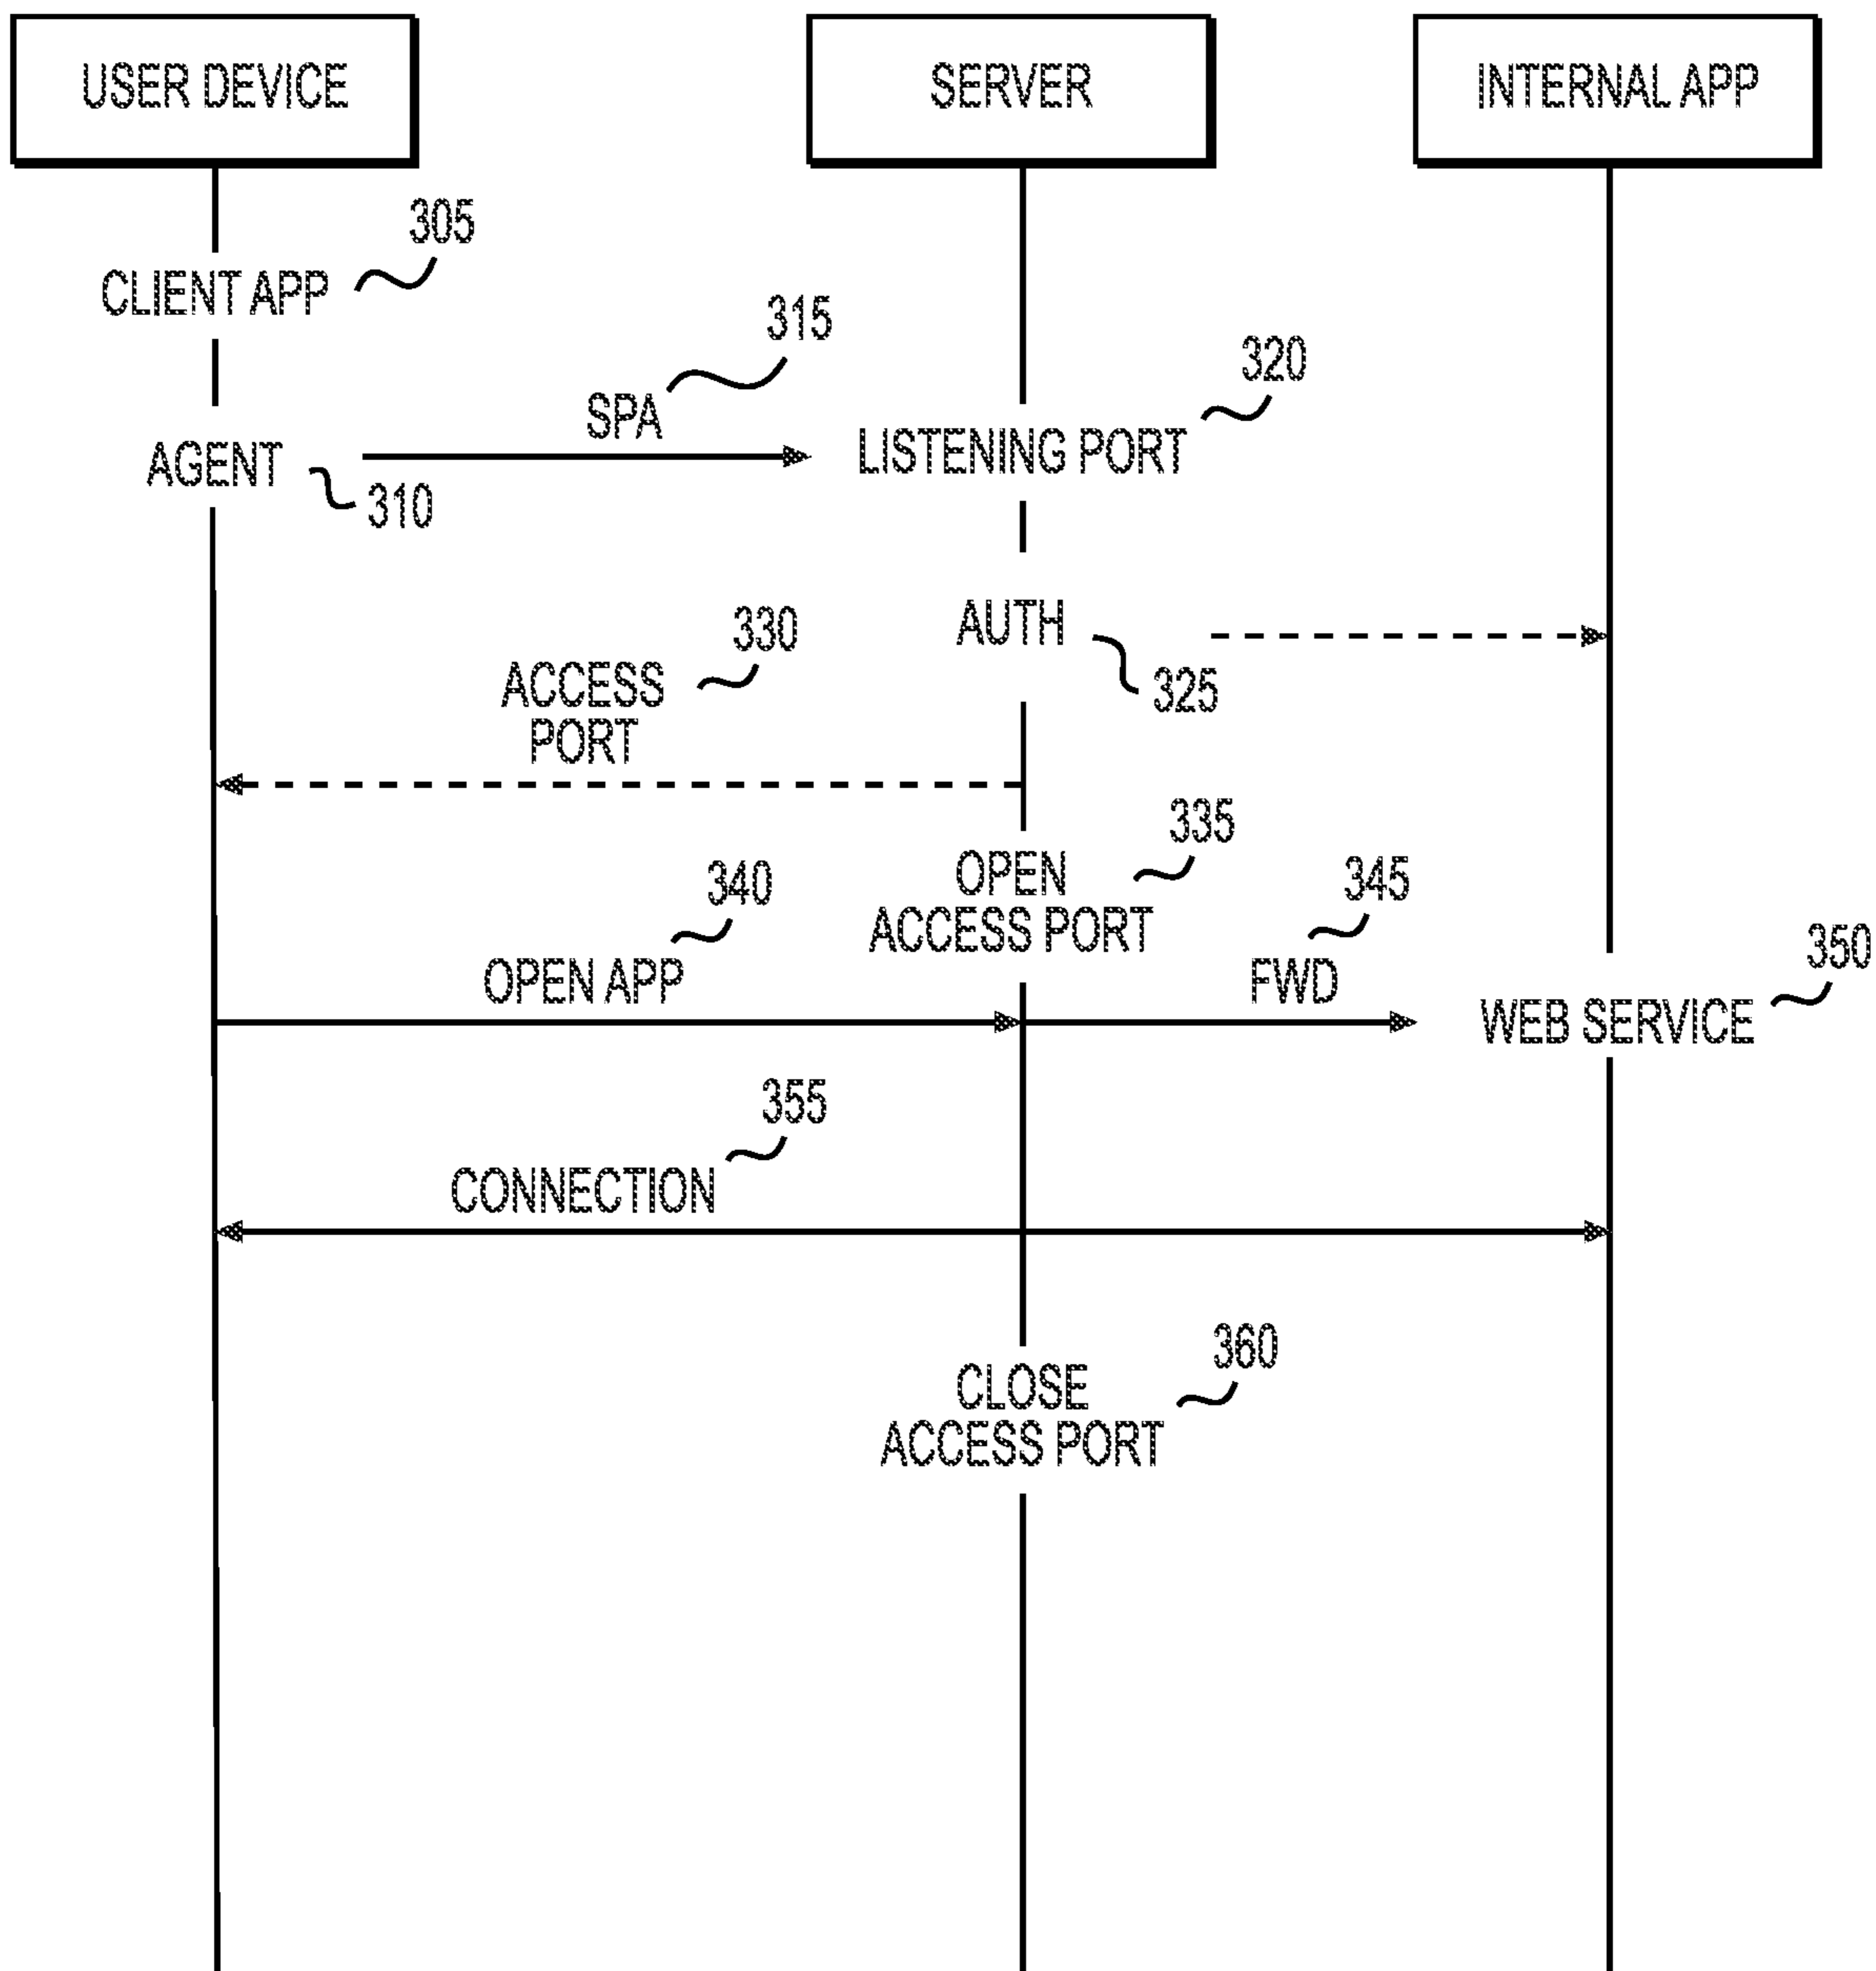 USER DEVICE
SERVER
INTERNAL APP
305
CLIENT APP
315
320
SPA
LISTENING PORT
AGENT
310
330
AUTH
325
ACCESS
PORT
335
340
OPEN
ACCESS PORT
345
350
OPEN APP
FWD
WEB SERVICE
355
CONNECTION
360
CLOSE
ACCESS PORT